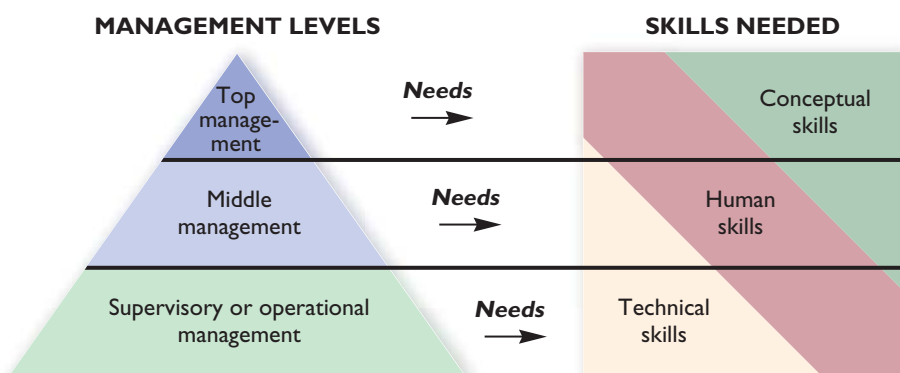 MANAGEMENT LEVELS
SKILLS NEEDED
Top
manage-
ment
Needs
Conceptual
skills
Middle
management
Needs
Human
skills
Supervisory or operational
management
Needs
Technical
skills